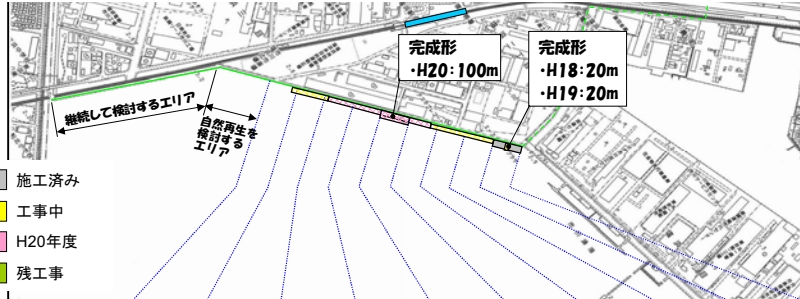 完成形
・H20:100m
完成形
・H18:20m
・H19:20m
継続して検討するエリア
自然再生を
検討する
エリア
施工済み
工事中
H20年度
残工事